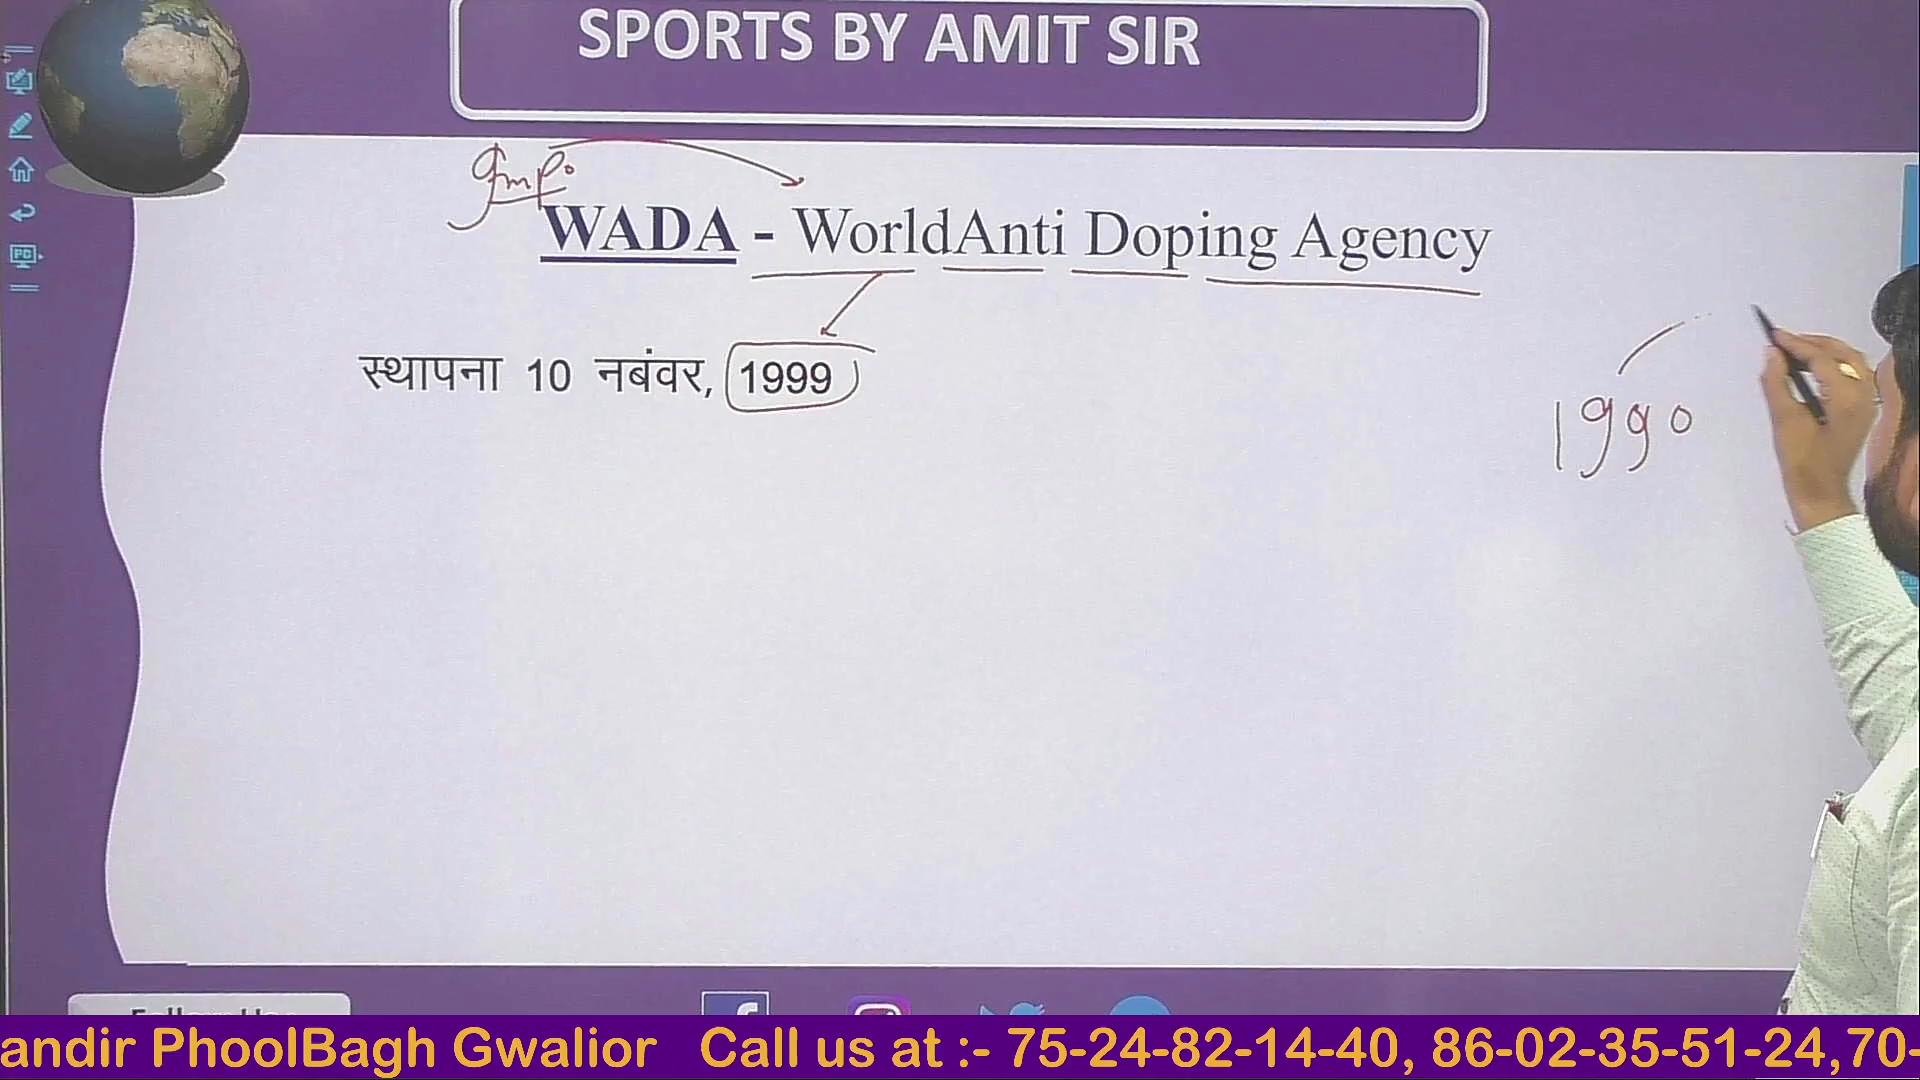 SPORTS BY AMIT SIR
Imp.
WADA - WorldAnti Doping Agency
स्थापना 10 नबंवर, 1999
1990
andir PhoolBagh Gwalior Call us at :- 75-24-82-14-40, 86-02-35-51-24,70-